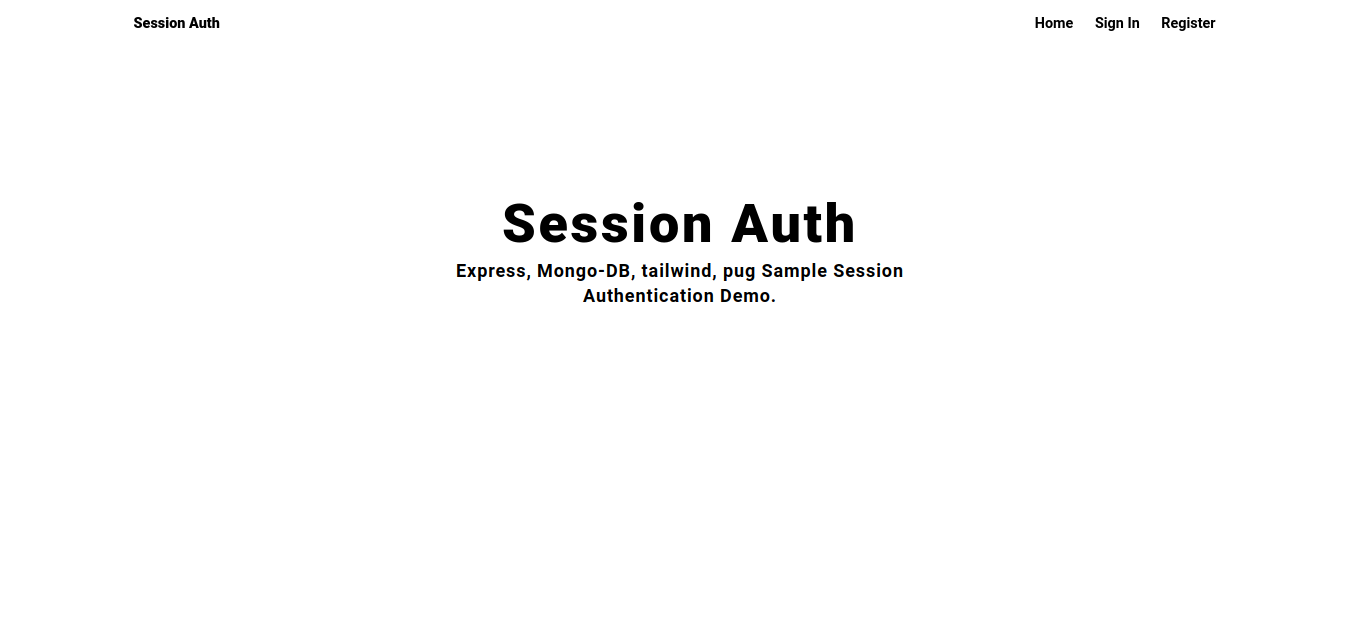 Session Auth
Home Sign In Register
Session Auth
Express, Mongo-DB, tailwind, pug Sample Session
Authentication Demo.